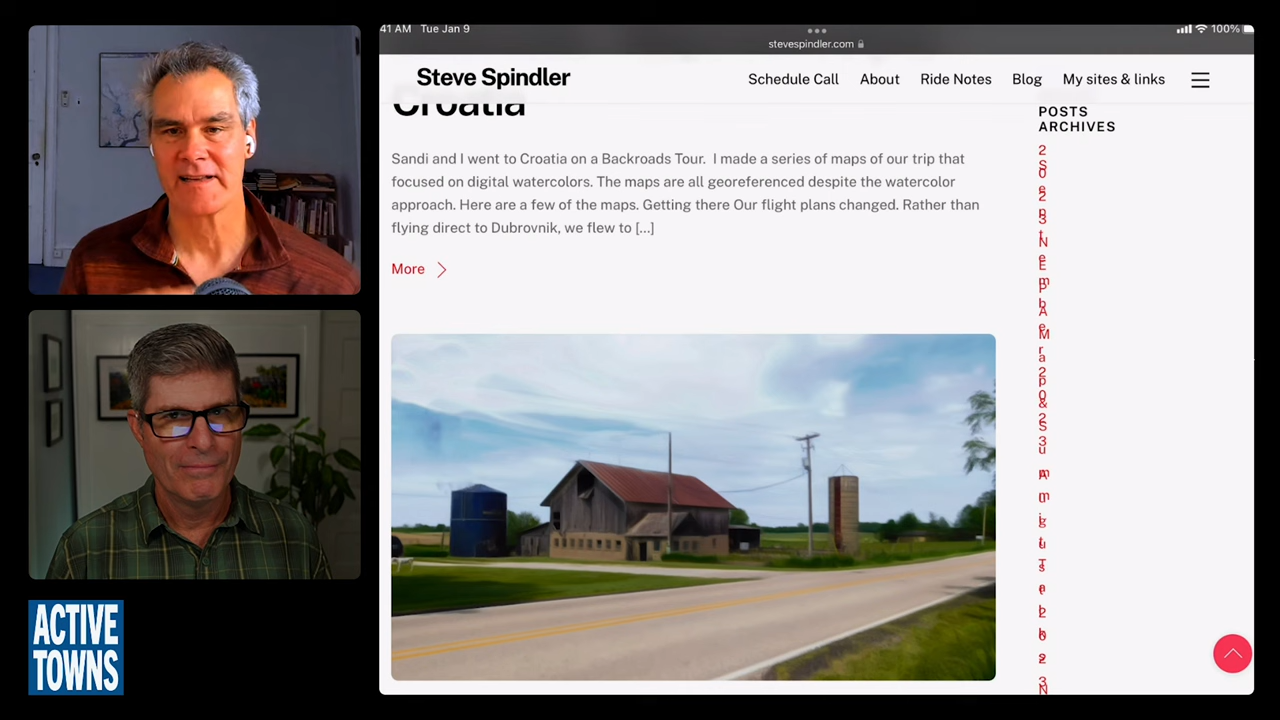 41 AM Tue Jan 9
100%
stevespindler.com
Steve Spindler
Schedule Call
About
Ride Notes
Blog
My sites & links
Croatia
Sandi and I went to Croatia on a Backroads Tour. I made a series of maps of our trip that
focused on digital watercolors. The maps are all georeferenced despite the watercolor
approach. Here are a few of the maps. Getting there Our flight plans changed. Rather than
flying direct to Dubrovnik, we flew to [...]
More
POSTS
ARCHIVES
ACTIVE
TOWNS